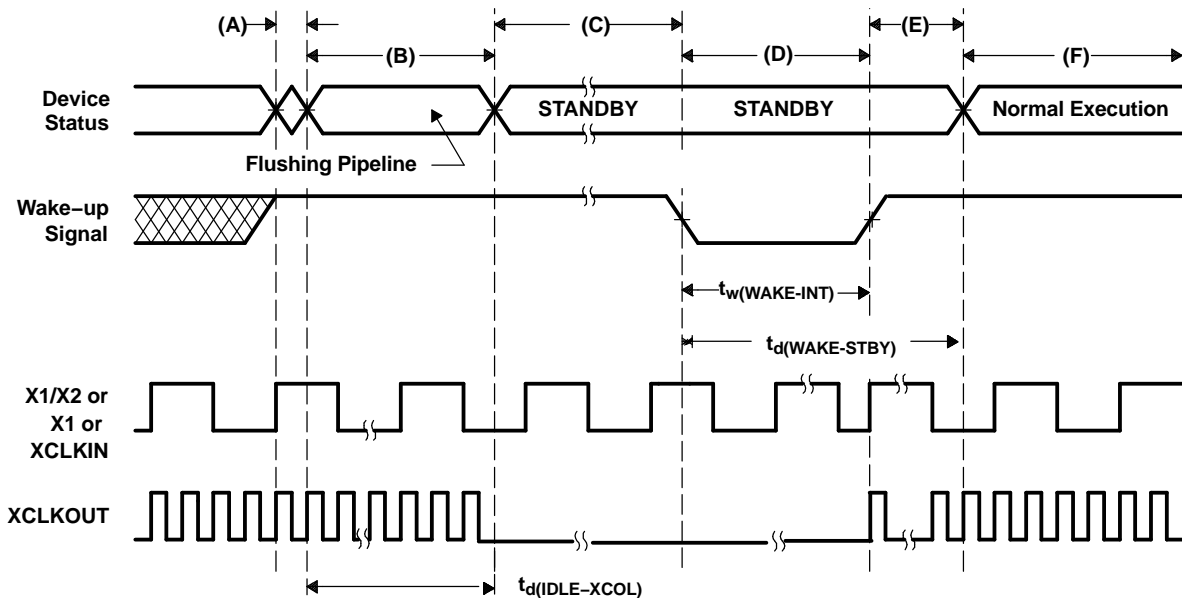 (A)
(B)
(C)
(D)
(E)
(F)
Device
Status
STANDBY
STANDBY
Normal Execution
Flushing Pipeline
Wake−up
Signal
tw(WAKE-INT)
td(WAKE-STBY)
X1/X2 or
X1 or
XCLKIN
XCLKOUT
td(IDLE−XCOL)